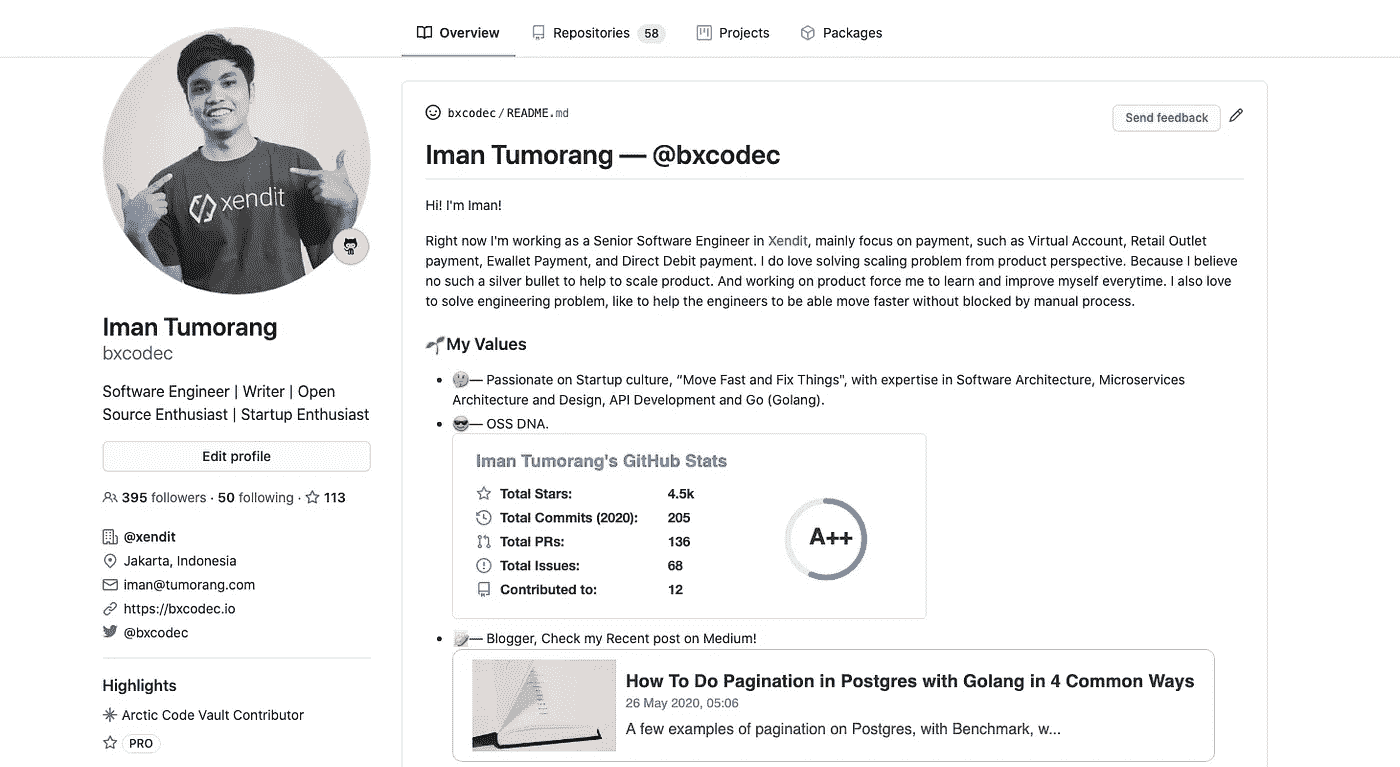 Overview Repositories 58 Projects Packages
xendit
Iman Tumorang
bxcodec
Software Engineer | Writer | Open
Source Enthusiast | Startup Enthusiast
Edit profile
395 followers · 50 following · 113
@xendit
Jakarta, Indonesia
iman@tumorang.com
https://bxcodec.io
@bxcodec
Highlights
Arctic Code Vault Contributor
PRO
bxcodec/README.md
Send feedback
Iman Tumorang — @bxcodec
Hi! I'm Iman!
Right now I'm working as a Senior Software Engineer in Xendit, mainly focus on payment, such as Virtual Account, Retail Outlet
payment, Ewallet Payment, and Direct Debit payment. I do love solving scaling problem from product perspective. Because I believe
no such a silver bullet to help to scale product. And working on product force me to learn and improve myself everytime. I also love
to solve engineering problem, like to help the engineers to be able move faster without blocked by manual process.
🌱My Values
• 🤔— Passionate on Startup culture, “Move Fast and Fix Things", with expertise in Software Architecture, Microservices
Architecture and Design, API Development and Go (Golang).
• 😎— OSS DNA.
Iman Tumorang's GitHub Stats
Total Stars: 4.5k
Total Commits (2020): 205
Total PRs: 136
Total Issues: 68
Contributed to: 12
A++
• 📝— Blogger, Check my Recent post on Medium!
How To Do Pagination in Postgres with Golang in 4 Common Ways
26 May 2020, 05:06
A few examples of pagination on Postgres, with Benchmark, w...